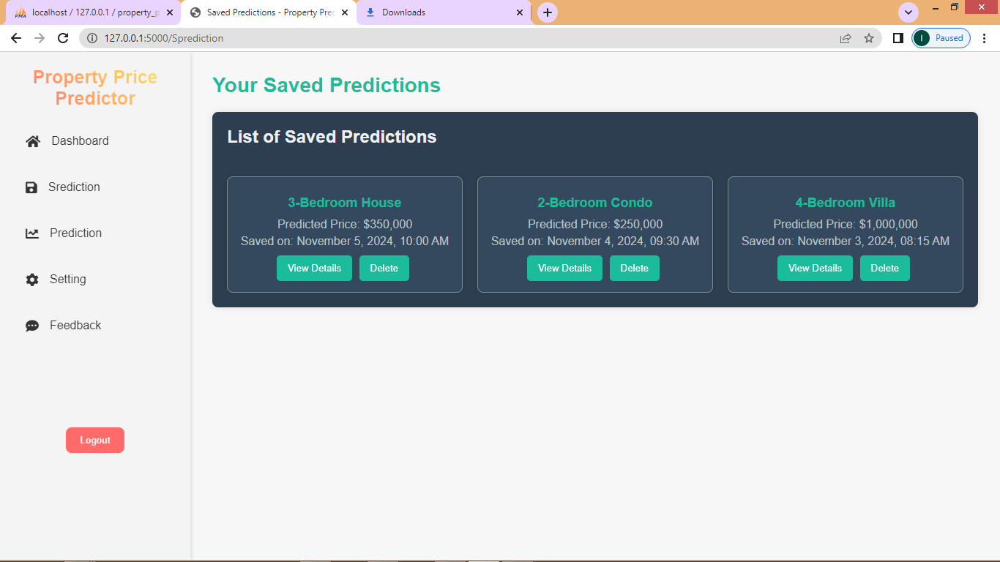 PMA localhost / 127.0.0.1 / property_p
Saved Predictions - Property Prec
Downloads
127.0.0.1:5000/Sprediction
I Paused
Property Price
Predictor
Dashboard
Srediction
Prediction
Setting
Feedback
Logout
Your Saved Predictions
List of Saved Predictions
3-Bedroom House
Predicted Price: $350,000
Saved on: November 5, 2024, 10:00 AM
View Details Delete
2-Bedroom Condo
Predicted Price: $250,000
Saved on: November 4, 2024, 09:30 AM
View Details Delete
4-Bedroom Villa
Predicted Price: $1,000,000
Saved on: November 3, 2024, 08:15 AM
View Details Delete